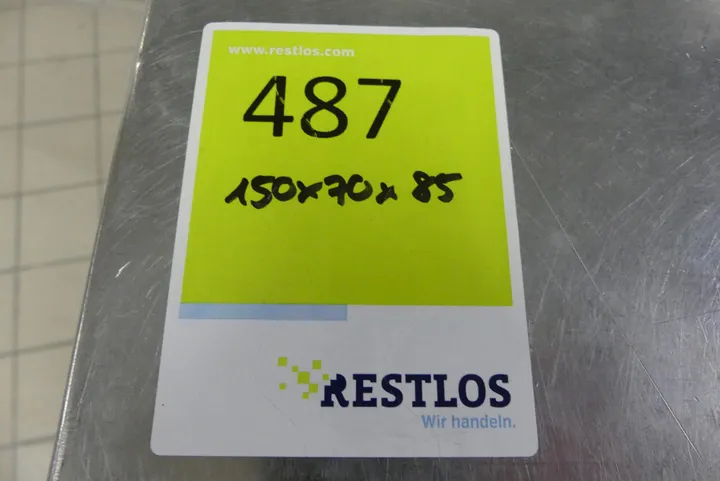 www.restlos.com
487
150x70x85
RESTLOS
Wir handeln.